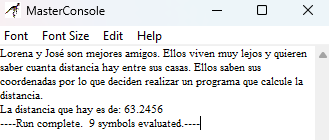 MasterConsole
Font Font Size Edit Help
Lorena y José son mejores amigos. Ellos viven muy lejos y quieren
saber cuanta distancia hay entre sus casas. Ellos saben sus
coordenadas por lo que deciden realizar un programa que calcule la
distancia.
La distancia que hay es de: 63.2456
----Run complete.  9 symbols evaluated.----